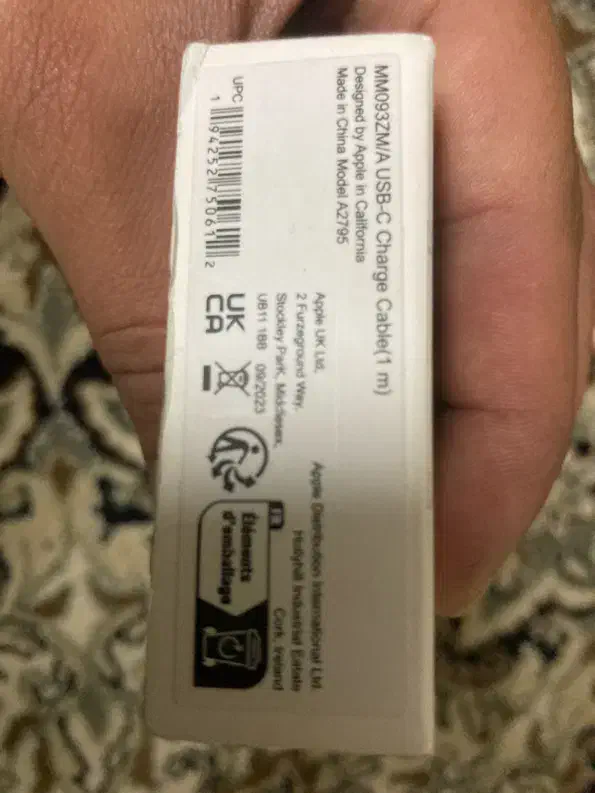 MM093ZM/A USB-C Charge Cable(1 m)
Designed by Apple in California
Made in China Model A2795
UPC
1 94252 75061 2
Apple UK Ltd.
2 Furzeground Way,
Stockley Park, Middlesex,
UB11 1BB 09/2023
UK
CA
Apple Distribution International Ltd.
Hollyhill Industrial Estate
Cork, Ireland
FR
Éléments
d'emballage